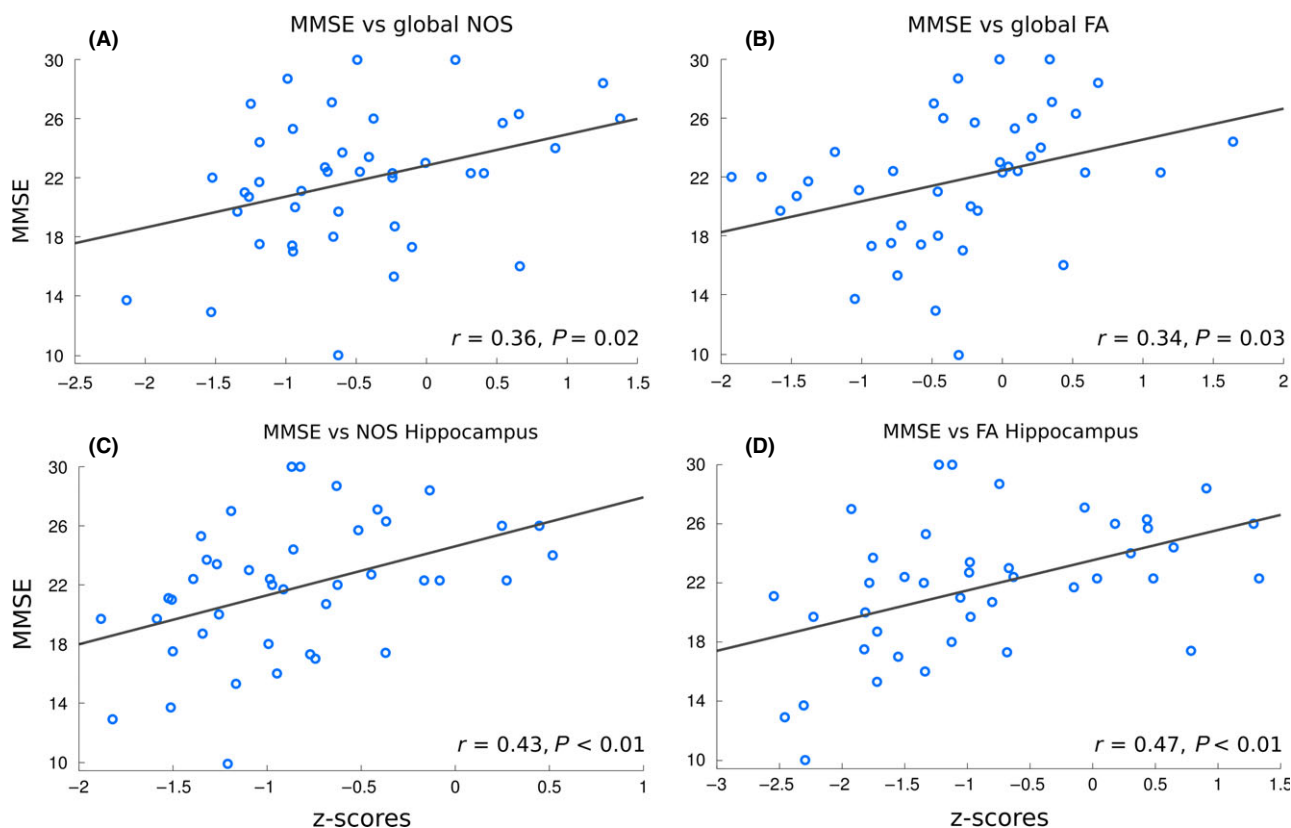 MMSE vs global NOS
(A)
MMSE
30
26
22
18
14
10
−2.5 −2 −1.5 −1 −0.5 0 0.5 1 1.5
r = 0.36, P = 0.02
MMSE vs global FA
(B)
30
26
22
18
14
10
−2 −1.5 −1 −0.5 0 0.5 1 1.5 2
r = 0.34, P = 0.03
MMSE vs NOS Hippocampus
(C)
MMSE
30
26
22
18
14
10
−2 −1.5 −1 −0.5 0 0.5 1
r = 0.43, P < 0.01
z-scores
MMSE vs FA Hippocampus
(D)
30
26
22
18
14
10
−3 −2.5 −2 −1.5 −1 −0.5 0 0.5 1 1.5
r = 0.47, P < 0.01
z-scores